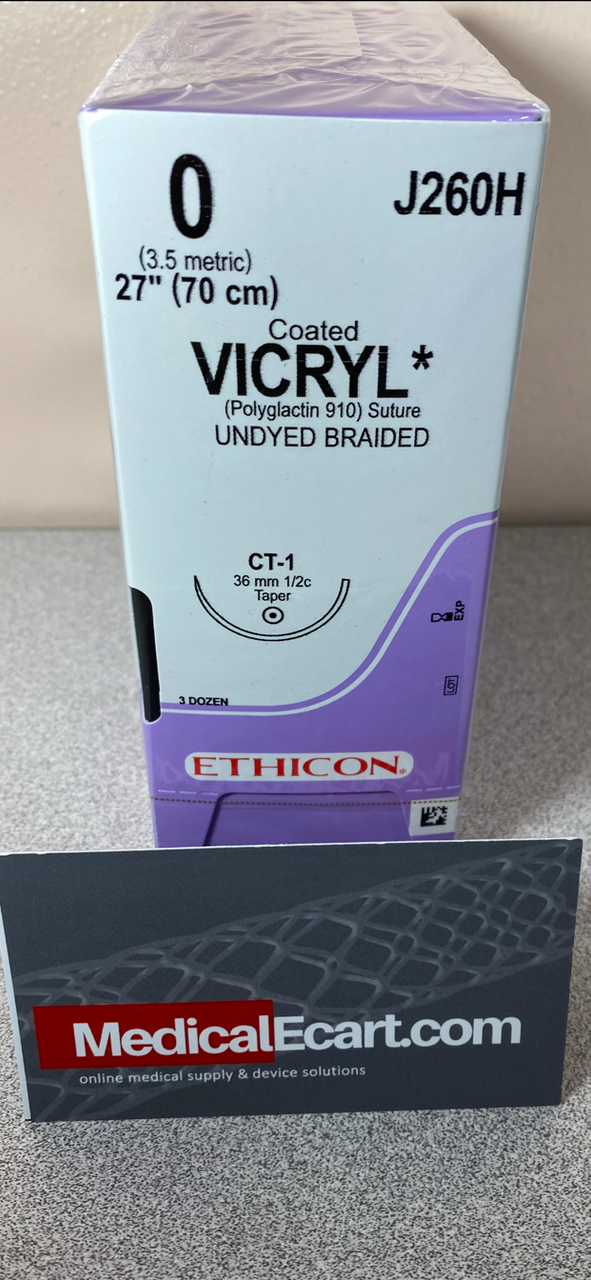 0
J260H
(3.5 metric)
27" (70 cm)
Coated
VICRYL*
(Polyglactin 910) Suture
UNDYED BRAIDED
CT-1
36 mm 1/2c
Taper
EXP
LOT
3 DOZEN
ETHICON
MedicalEcart.com
online medical supply & device solutions